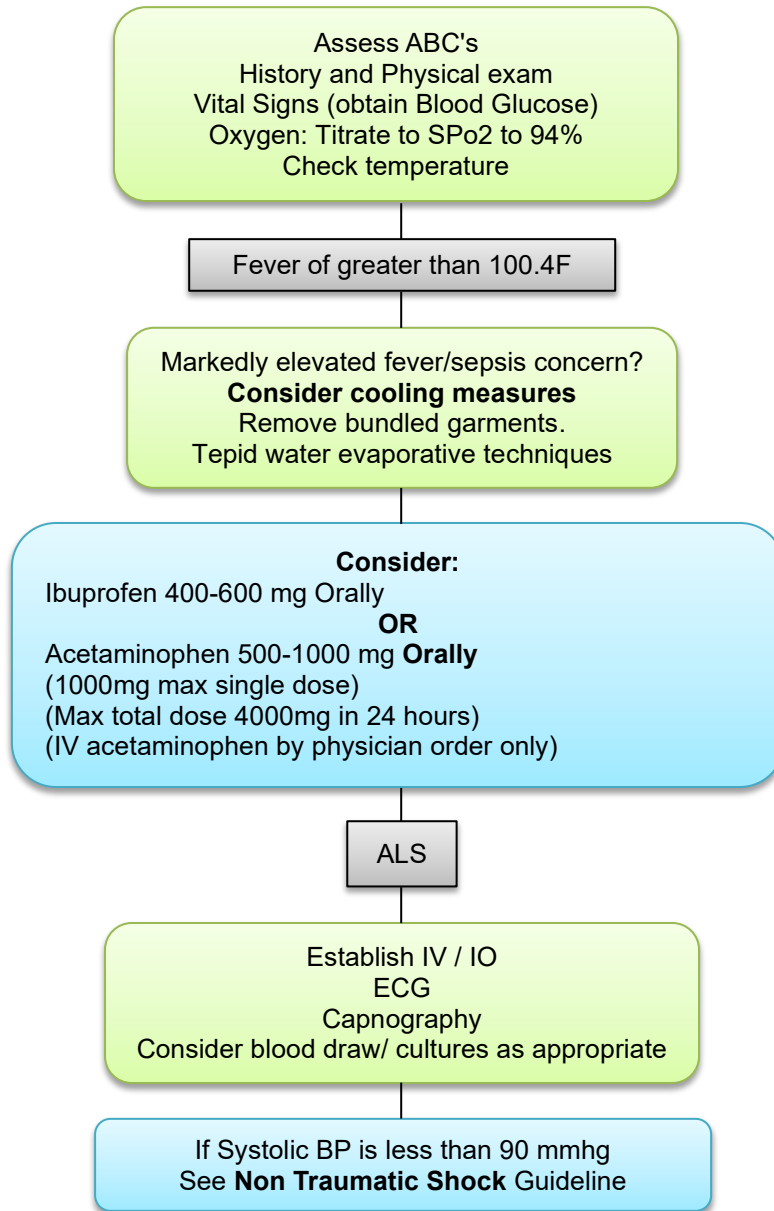 Assess ABC's
History and Physical exam
Vital Signs (obtain Blood Glucose)
Oxygen: Titrate to SPo2 to 94%
Check temperature
Fever of greater than 100.4F
Markedly elevated fever/sepsis concern?
Consider cooling measures
Remove bundled garments.
Tepid water evaporative techniques
Consider:
Ibuprofen 400-600 mg Orally
OR
Acetaminophen 500-1000 mg Orally
(1000mg max single dose)
(Max total dose 4000mg in 24 hours)
(IV acetaminophen by physician order only)
ALS
Establish IV / IO
ECG
Capnography
Consider blood draw/ cultures as appropriate
If Systolic BP is less than 90 mmhg
See Non Traumatic Shock Guideline